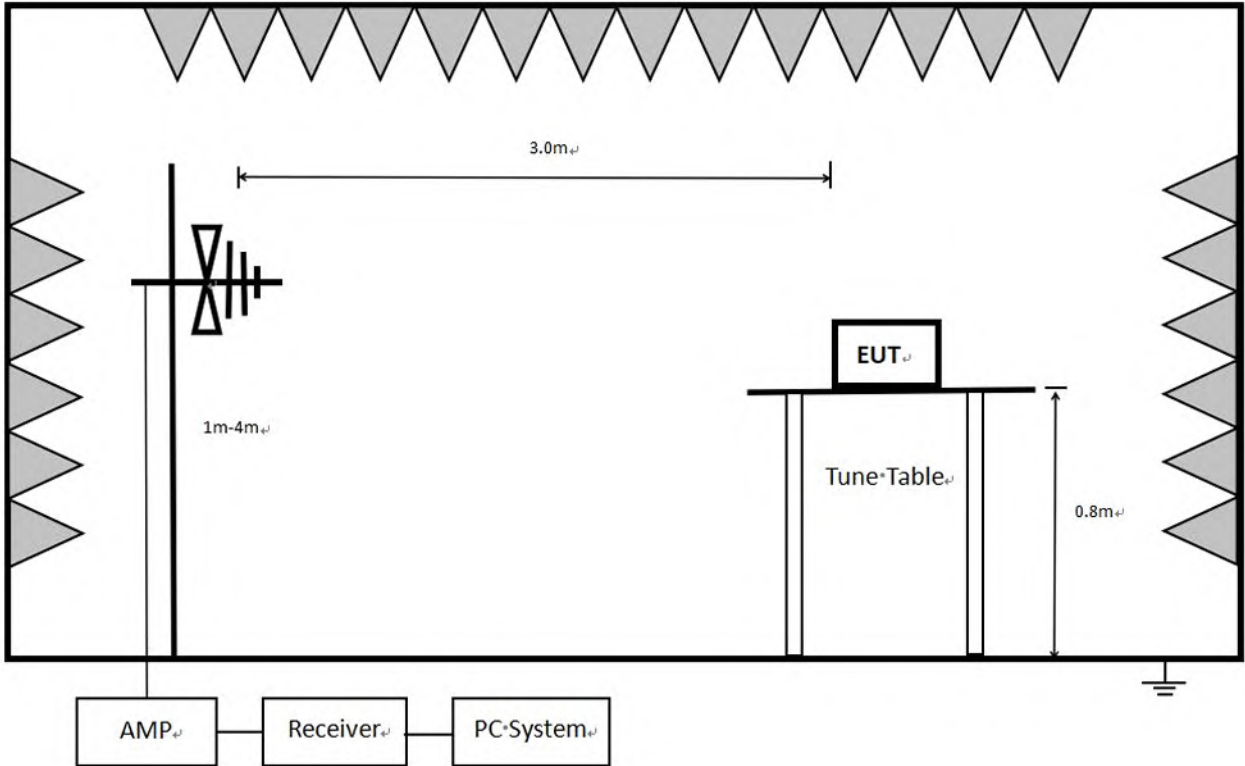 3.0m↵
EUT↵
1m-4m↵
Tune·Table↵
0.8m↵
AMP↵
Receiver↵
PC·System↵